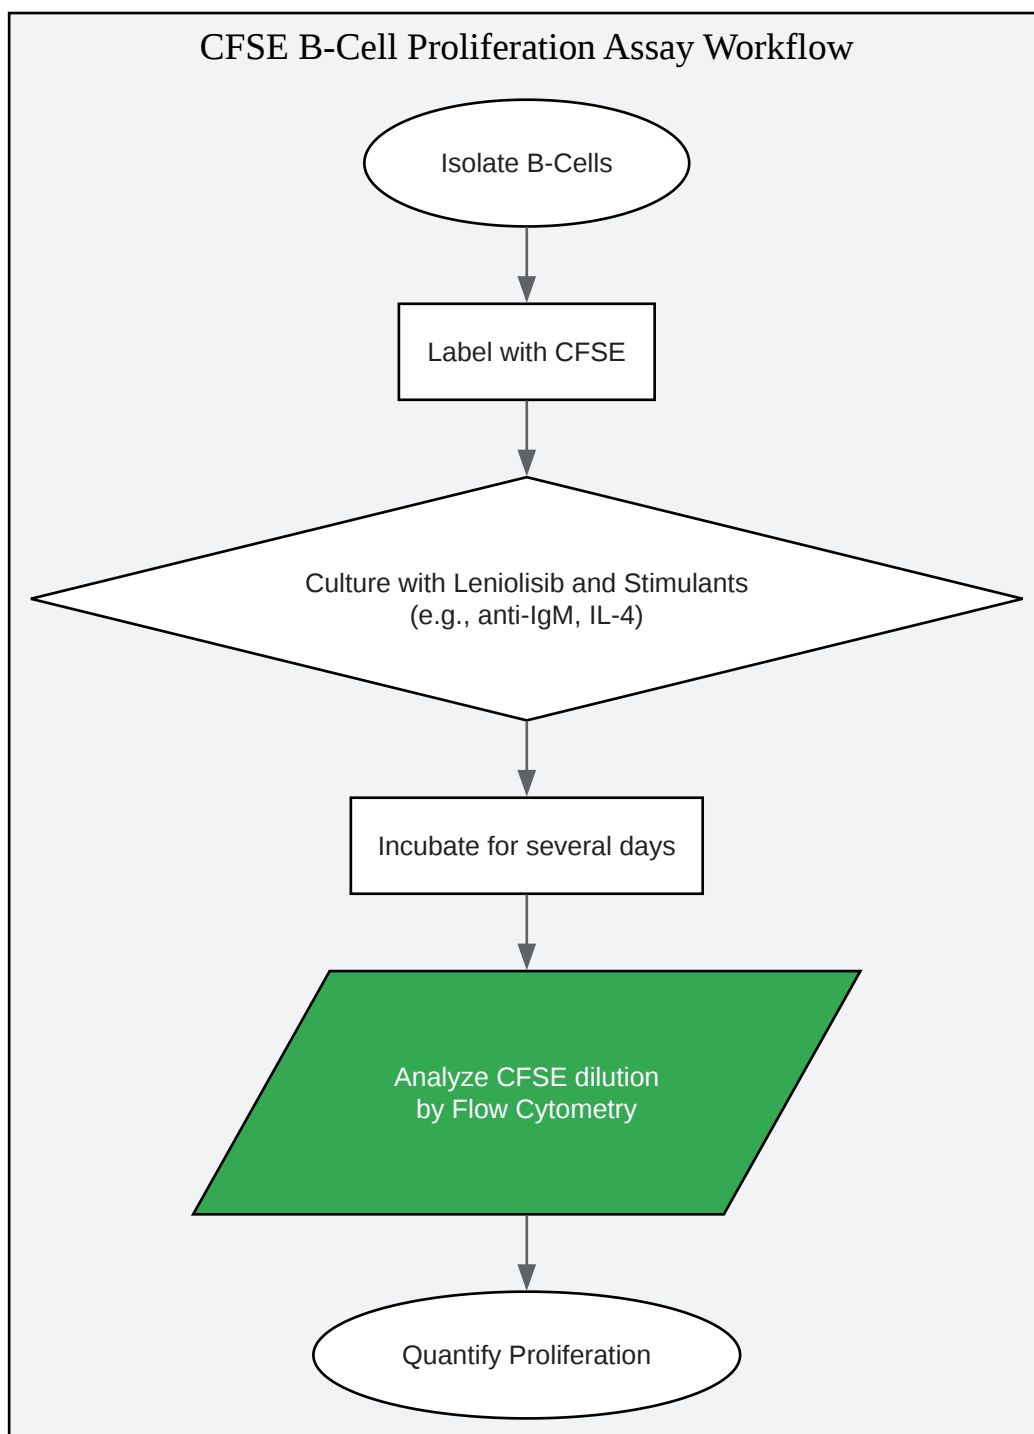 CFSE B-Cell Proliferation Assay Workflow
Isolate B-Cells
Label with CFSE
Culture with Leniolisib and Stimulants
(e.g., anti-IgM, IL-4)
Incubate for several days
Analyze CFSE dilution
by Flow Cytometry
Quantify Proliferation